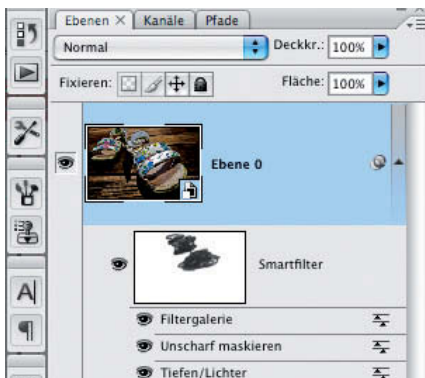 Ebenen × Kanäle Pfade
Normal Deckkr.: 100%
Fixieren: Fläche: 100%
Ebene 0
Smartfilter
Filtergalerie
Unscharf maskieren
Tiefen/Lichter